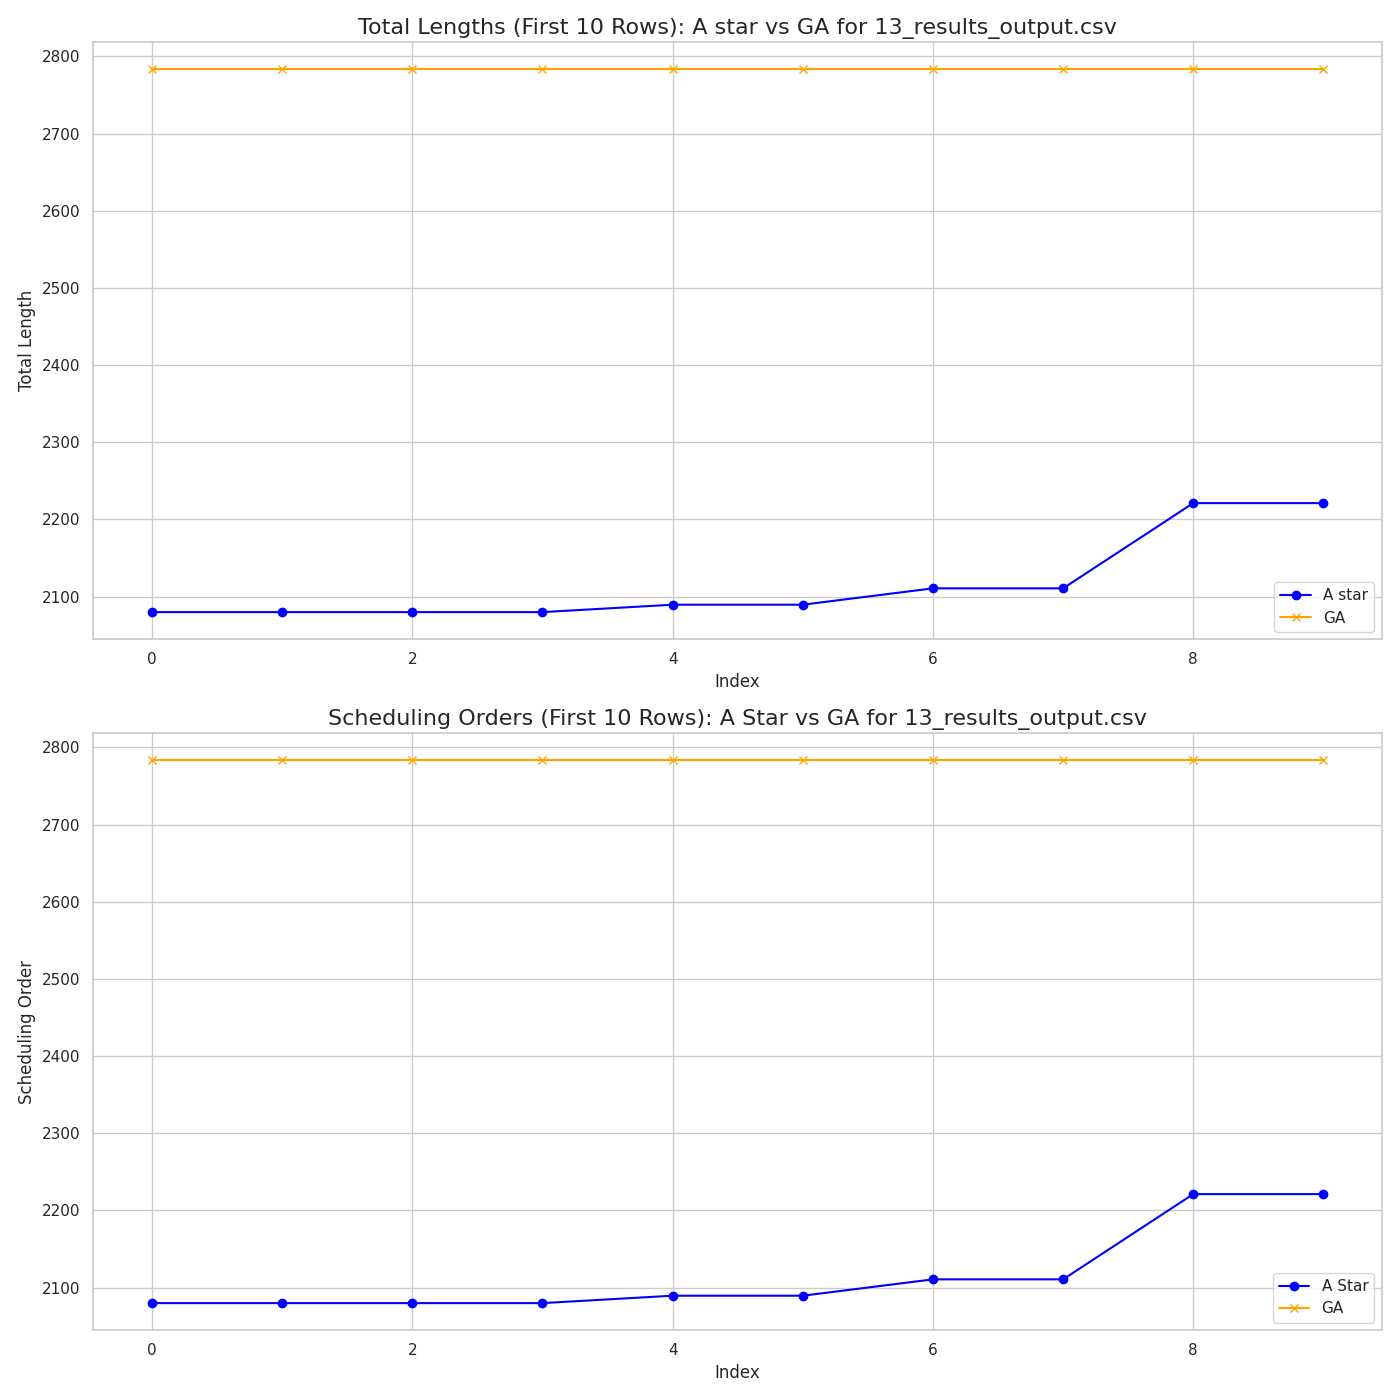 Total Lengths (First 10 Rows): A star vs GA for 13_results_output.csv
2800
2700
2600
2500
2400
2300
2200
2100
Total Length
0 2 4 6 8
Index
A star
GA
Scheduling Orders (First 10 Rows): A Star vs GA for 13_results_output.csv
2800
2700
2600
2500
2400
2300
2200
2100
Scheduling Order
0 2 4 6 8
Index
A Star
GA